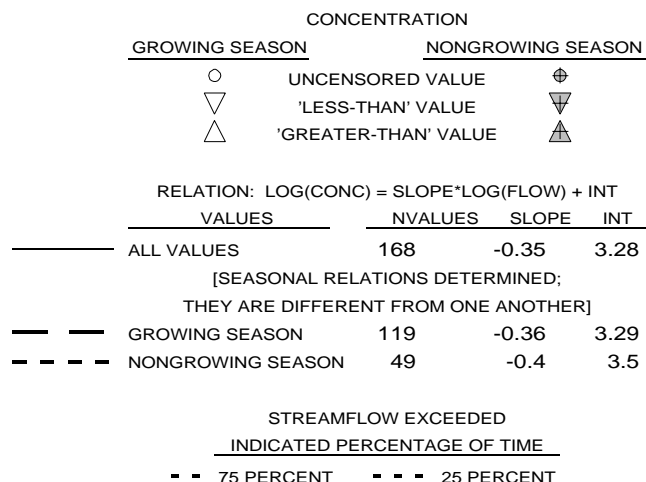 CONCENTRATION
GROWING SEASON NONGROWING SEASON
UNCENSORED VALUE
'LESS-THAN' VALUE
'GREATER-THAN' VALUE
RELATION: LOG(CONC) = SLOPE*LOG(FLOW) + INT
VALUES NVALUES SLOPE INT
ALL VALUES 168 -0.35 3.28
[SEASONAL RELATIONS DETERMINED;
THEY ARE DIFFERENT FROM ONE ANOTHER]
GROWING SEASON 119 -0.36 3.29
NONGROWING SEASON 49 -0.4 3.5
STREAMFLOW EXCEEDED
INDICATED PERCENTAGE OF TIME
75 PERCENT 25 PERCENT